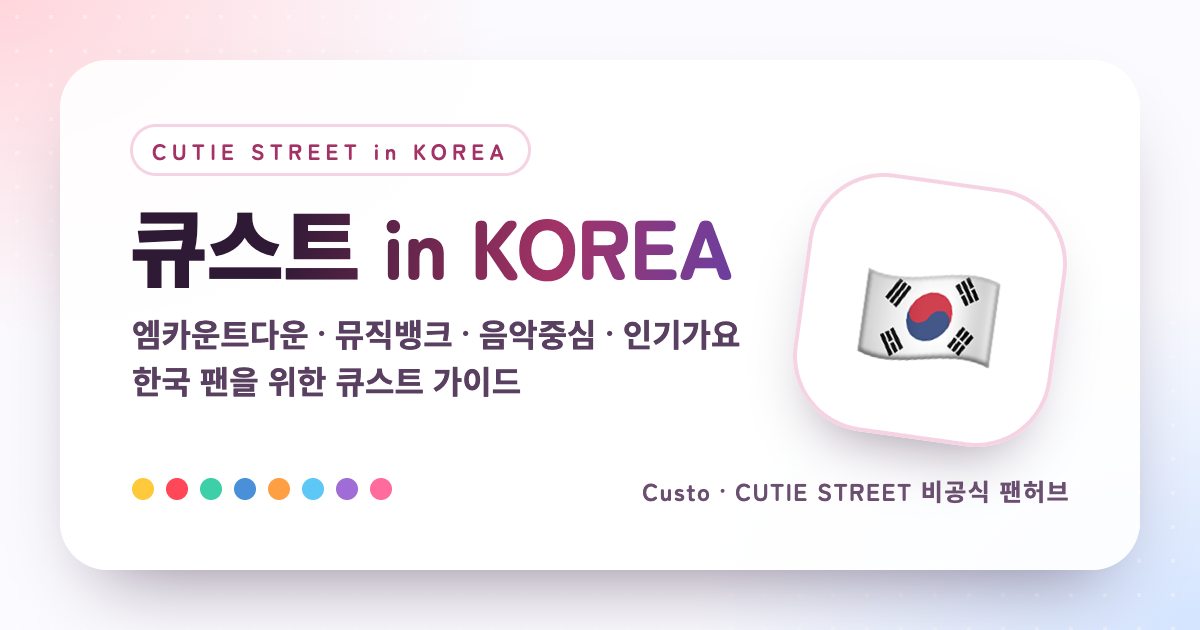 CUTIE STREET in KOREA
큐스트 in KOREA
엠카운트다운 · 뮤직뱅크 · 음악중심 · 인기가요
한국 팬을 위한 큐스트 가이드
Custo · CUTIE STREET 비공식 팬허브